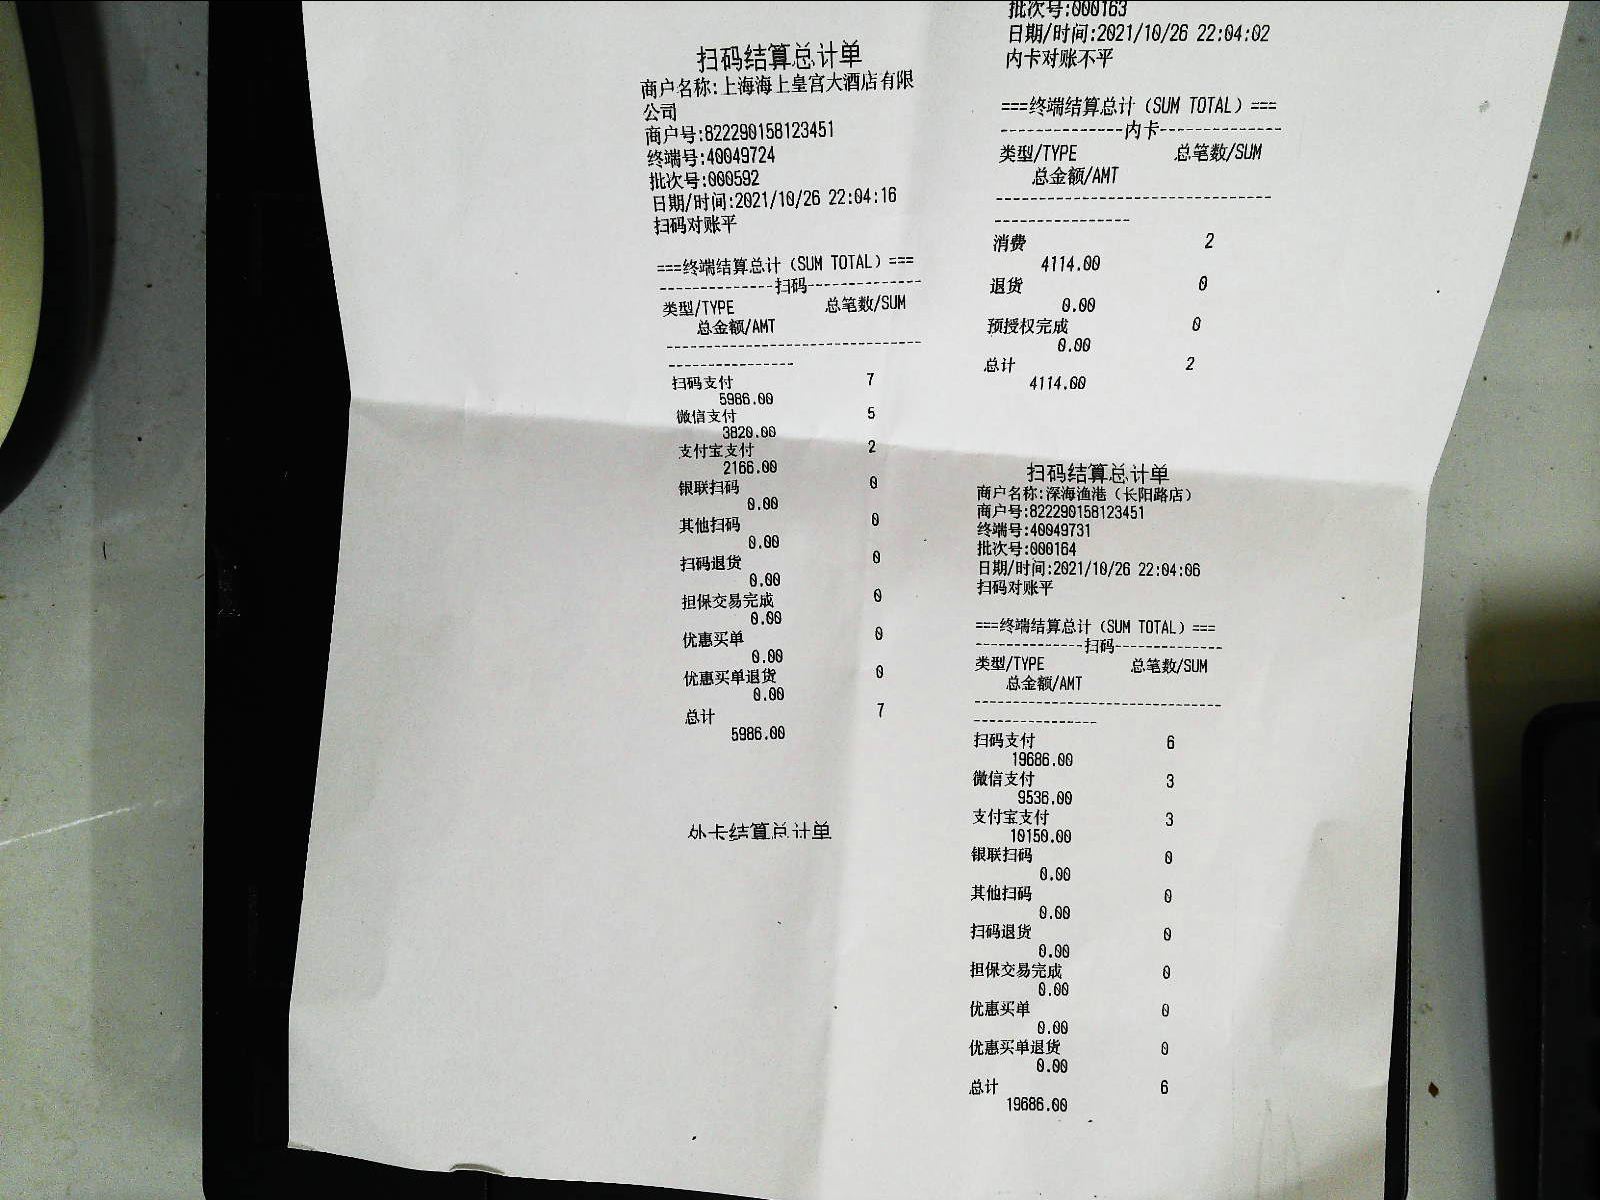 扫码结算总计单
商户名称:上海海上皇宫大酒店有限
公司
商户号:822290158123451
终端号:40049724
批次号:000592
日期/时间:2021/10/26 22:04:16
扫码对账平
===终端结算总计(SUM TOTAL)===
--------------扫码--------------
类型/TYPE 总笔数/SUM
总金额/AMT
--------------------------------
----------------
扫码支付 7
5986.00
微信支付 5
3820.00
支付宝支付 2
2166.00
银联扫码 0
0.00
其他扫码 0
0.00
扫码退货 0
0.00
担保交易完成 0
0.00
优惠买单 0
0.00
优惠买单退货 0
0.00
总计 7
5986.00
外卡结算总计单
批次号:000163
日期/时间:2021/10/26 22:04:02
内卡对账不平
===终端结算总计(SUM TOTAL)===
--------------内卡--------------
类型/TYPE 总笔数/SUM
总金额/AMT
--------------------------------
----------------
消费 2
4114.00
退货 0
0.00
预授权完成 0
0.00
总计 2
4114.00
扫码结算总计单
商户名称:深海渔港(长阳路店)
商户号:822290158123451
终端号:40049731
批次号:000164
日期/时间:2021/10/26 22:04:06
扫码对账平
===终端结算总计(SUM TOTAL)===
--------------扫码--------------
类型/TYPE 总笔数/SUM
总金额/AMT
--------------------------------
----------------
扫码支付 6
19686.00
微信支付 3
9536.00
支付宝支付 3
10150.00
银联扫码 0
0.00
其他扫码 0
0.00
扫码退货 0
0.00
担保交易完成 0
0.00
优惠买单 0
0.00
优惠买单退货 0
0.00
总计 6
19686.00